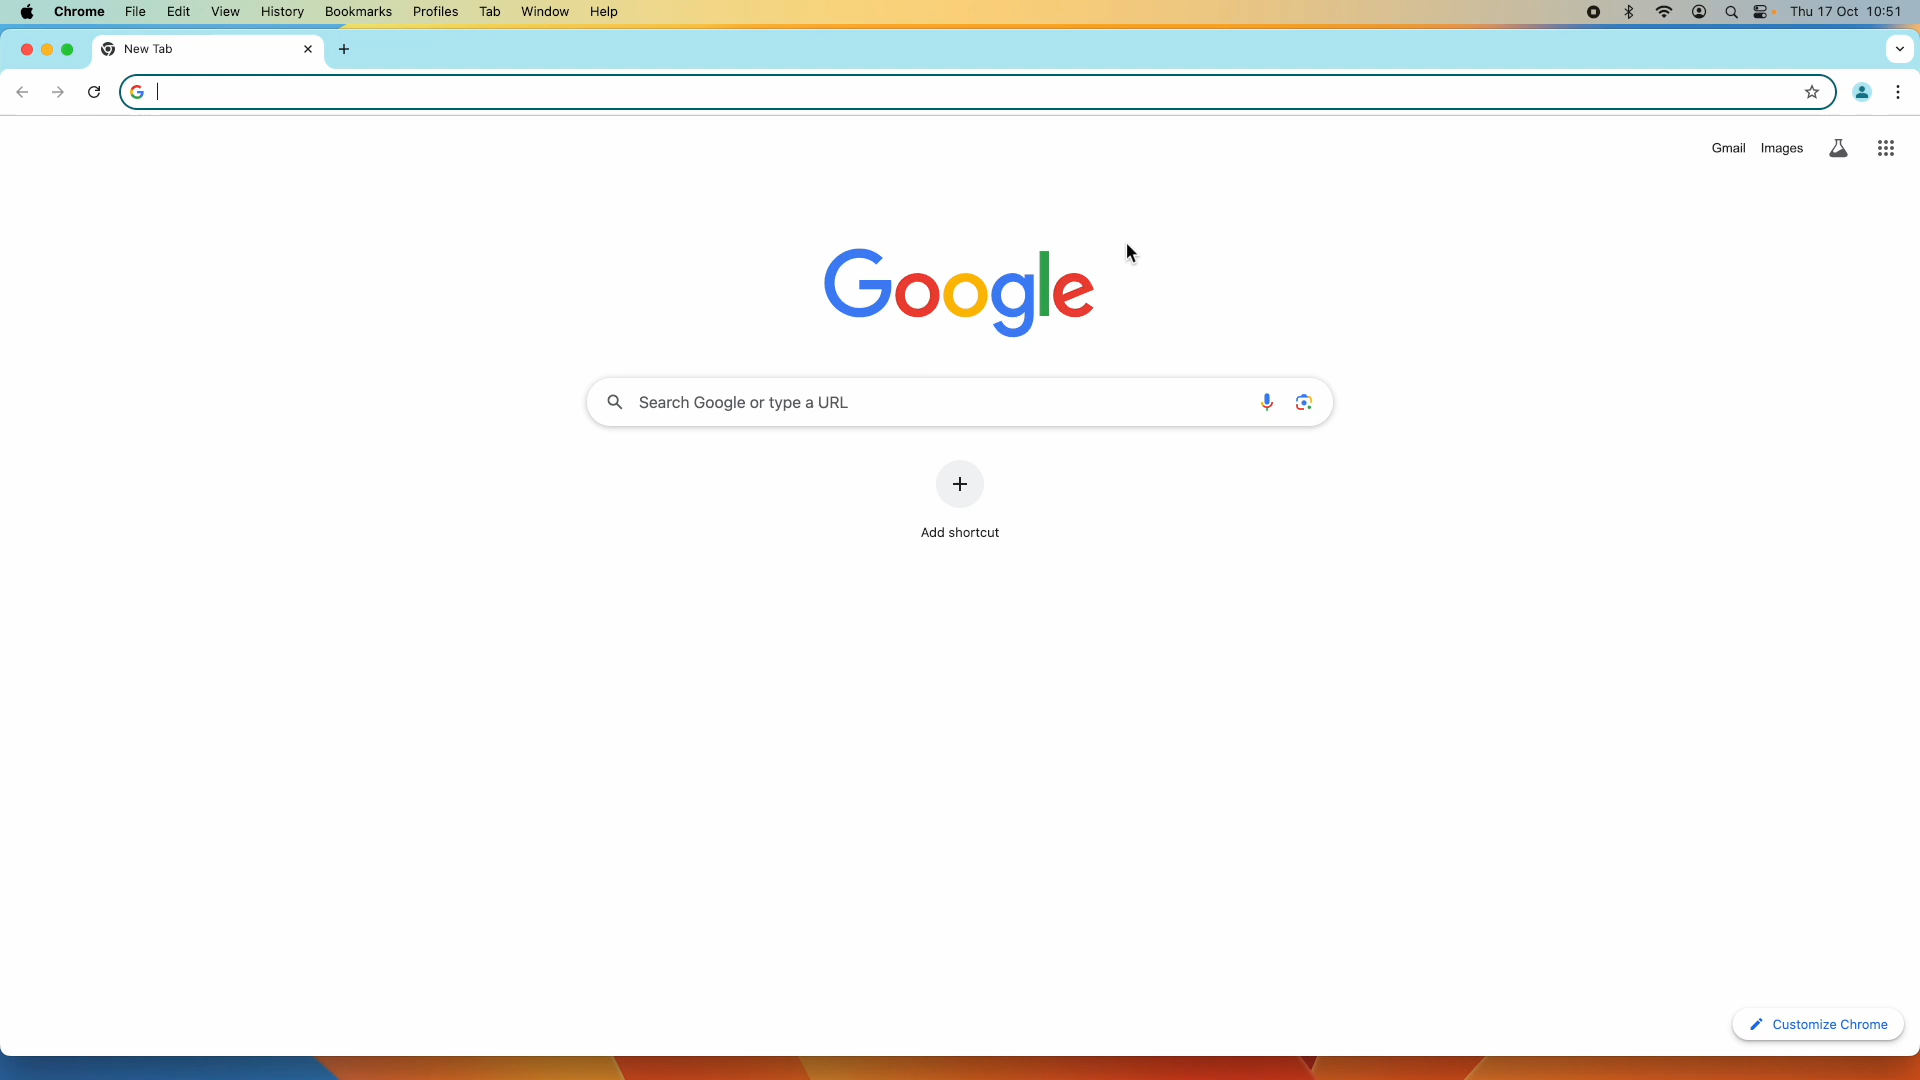 Chrome File Edit View History Bookmarks Profiles Tab Window Help Thu 17 Oct 10:51
New Tab
Gmail Images
Google
Search Google or type a URL
Add shortcut
Customize Chrome